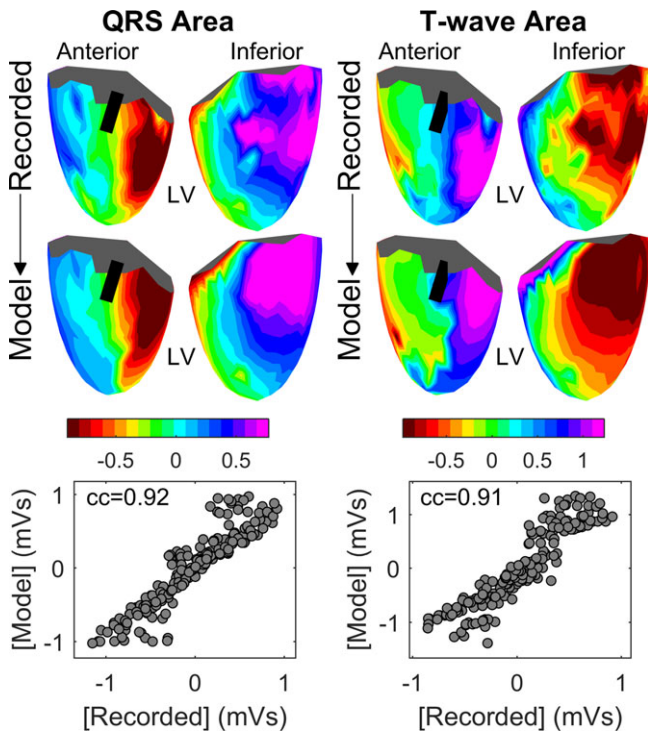 QRS Area
T-wave Area
Anterior
Inferior
Anterior
Inferior
Recorded
Model
LV
LV
Recorded
Model
LV
LV
-0.5 0 0.5
-0.5 0 0.5 1
cc=0.92
[Model] (mVs)
1
0
-1
-1 0 1
[Recorded] (mVs)
cc=0.91
[Model] (mVs)
1
0
-1
-1 0 1
[Recorded] (mVs)